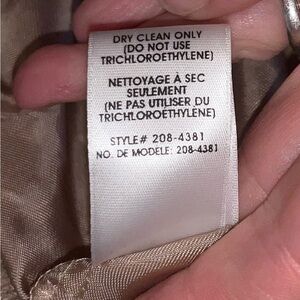 DRY CLEAN ONLY
(DO NOT USE
TRICHLOROETHYLENE)
NETTOYAGE À SEC
SEULEMENT
(NE PAS UTILISER DU
TRICHLOROÉTHYLÈNE)
STYLE# 208-4381
NO. DE MODELE: 208-4381